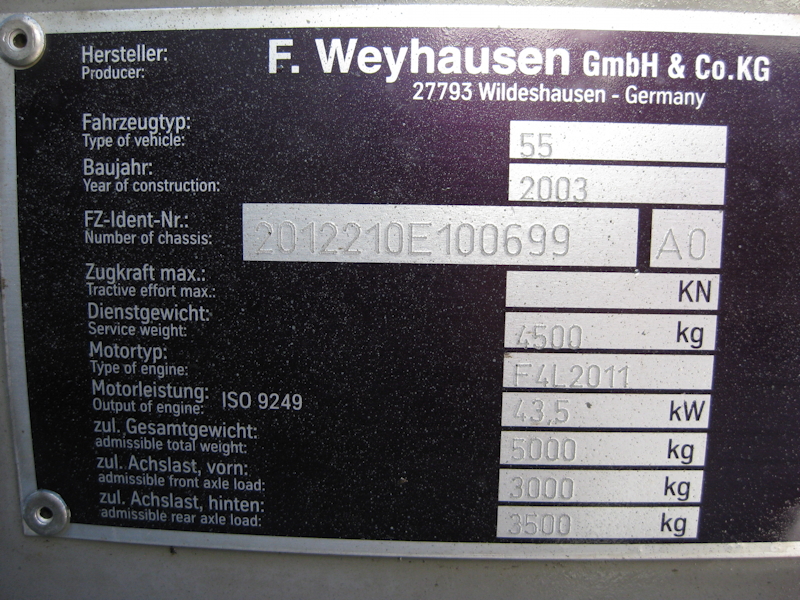 Hersteller: F. Weyhausen GmbH & Co.KG
Producer: 27793 Wildeshausen - Germany
Fahrzeugtyp:
Type of vehicle: 55
Baujahr:
Year of construction: 2003
FZ-Ident-Nr.:
Number of chassis: 2012210E100699 A0
Zugkraft max.:
Tractive effort max.: KN
Dienstgewicht:
Service weight: 4500 kg
Motortyp:
Type of engine: F4L2011
Motorleistung: ISO 9249
Output of engine: 43,5 kW
zul. Gesamtgewicht:
admissible total weight: 5000 kg
zul. Achslast, vorn:
admissible front axle load: 3000 kg
zul. Achslast, hinten:
admissible rear axle load: 3500 kg